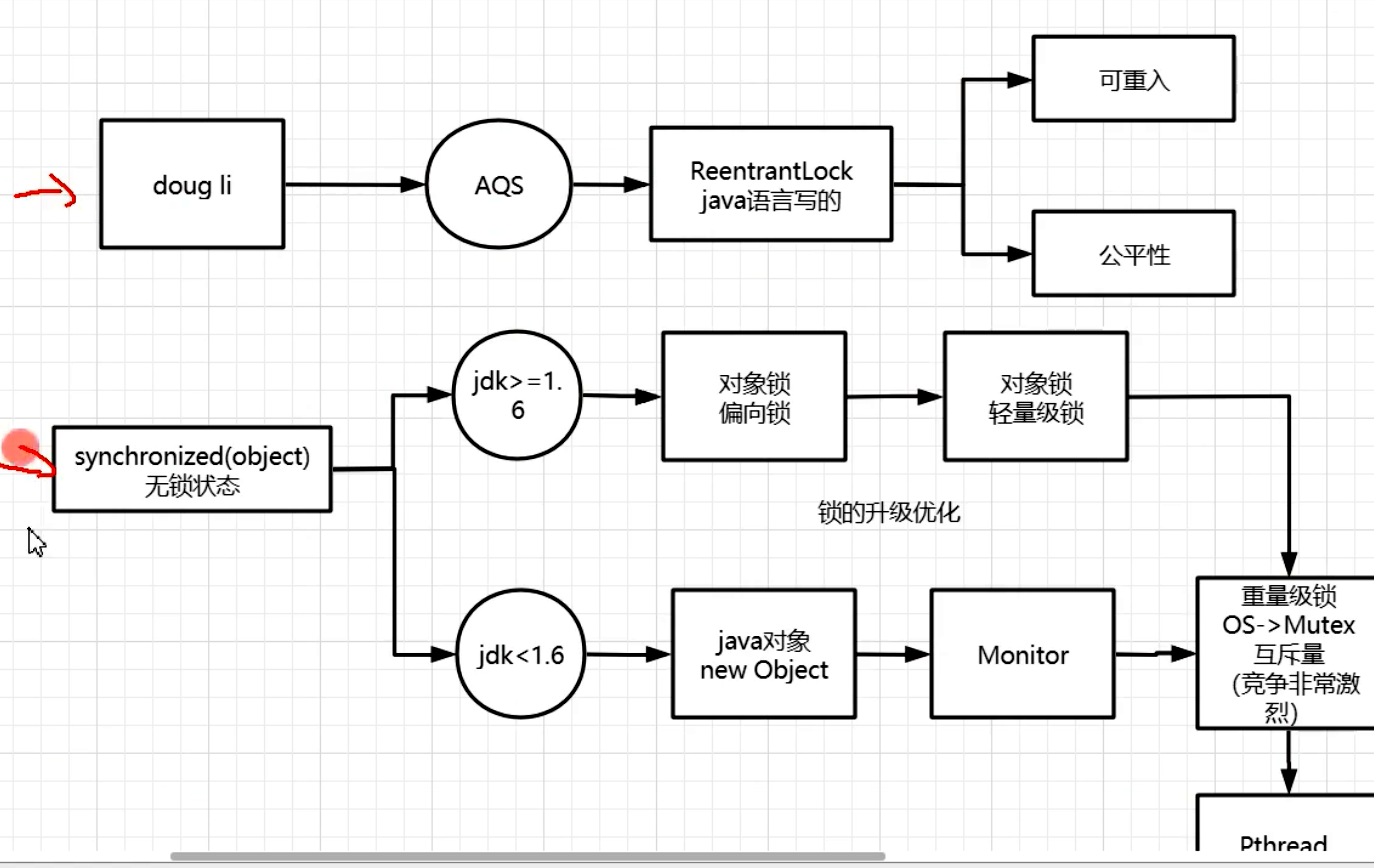 可重入
doug li
AQS
ReentrantLock
java语言写的
公平性
jdk>=1.
6
对象锁
偏向锁
对象锁
轻量级锁
synchronized(object)
无锁状态
锁的升级优化
jdk<1.6
java对象
new Object
Monitor
重量级锁
OS->Mutex
互斥量
(竞争非常激
烈)
Pthread